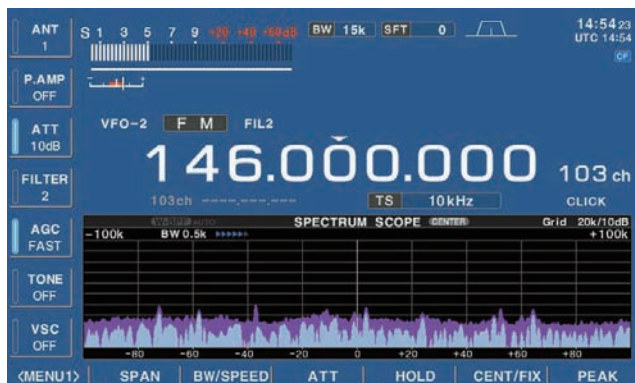 ANT
1
S 1 3 5 7 9 +20 +40 +60dB
BW 15k SFT 0
14:54 23
UTC 14:54
CF
P.AMP
OFF
ATT
10dB
VFO-2 F M FIL2
146.000.000
103 ch
FILTER
2
103ch ----.---.---
TS 10kHz
CLICK
AGC
FAST
AUTO SPECTRUM SCOPE CENTER Grid 20k/10dB
-100k BW 0.5k +100k
TONE
OFF
VSC
OFF
-80 -60 -40 -20 0 +20 +40 +60 +80
<MENU1> SPAN BW/SPEED ATT HOLD CENT/FIX PEAK